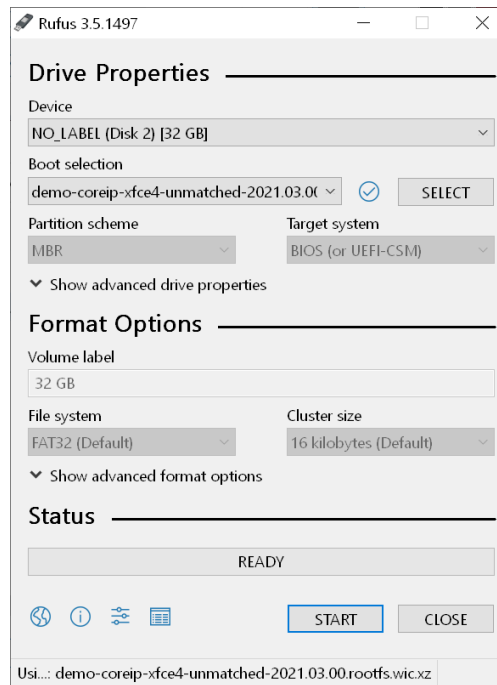 Rufus 3.5.1497
Drive Properties
Device
NO_LABEL (Disk 2) [32 GB]
Boot selection
demo-coreip-xfce4-unmatched-2021.03.0(
SELECT
Partition scheme
Target system
MBR
BIOS (or UEFI-CSM)
Show advanced drive properties
Format Options
Volume label
32 GB
File system
Cluster size
FAT32 (Default)
16 kilobytes (Default)
Show advanced format options
Status
READY
START
CLOSE
Usi...: demo-coreip-xfce4-unmatched-2021.03.00.rootfs.wic.xz